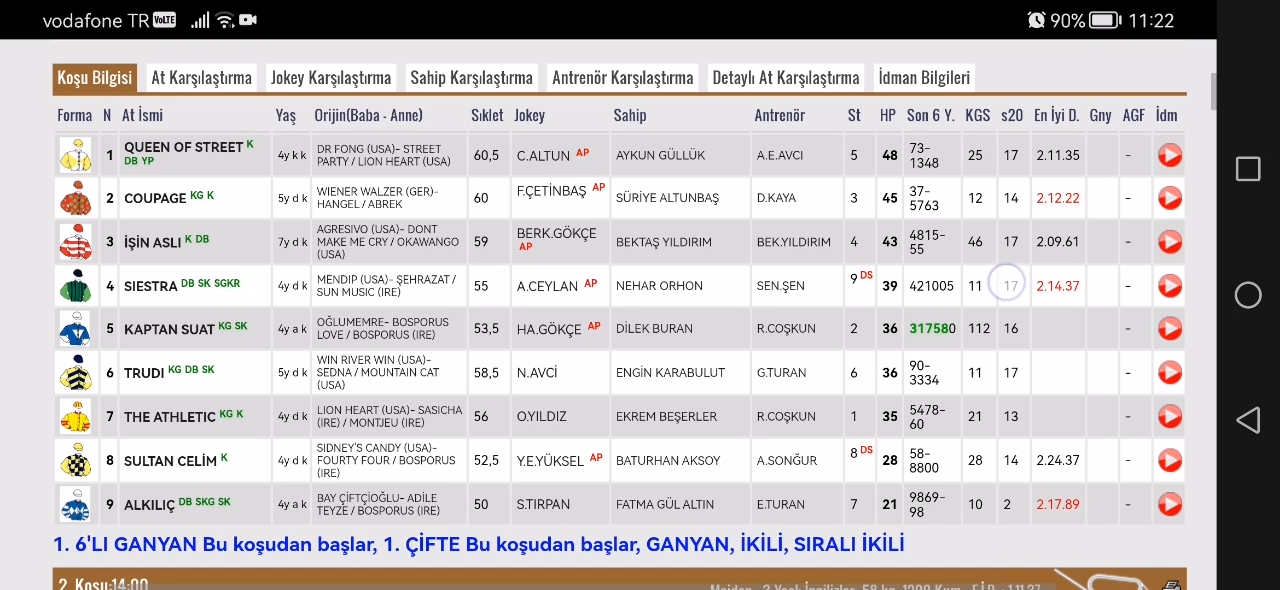 vodafone TR VoLTE 90% 11:22
Koşu Bilgisi At Karşılaştırma Jokey Karşılaştırma Sahip Karşılaştırma Antrenör Karşılaştırma Detaylı At Karşılaştırma İdman Bilgileri
Forma N At İsmi Yaş Orijin(Baba - Anne) Sıklet Jokey Sahip Antrenör St HP Son 6 Y. KGS s20 En İyi D. Gny AGF İdm
1 QUEEN OF STREET K DB YP 4y k k DR FONG (USA)- STREET PARTY / LION HEART (USA) 60,5 C.ALTUN AP AYKUN GÜLLÜK A.E.AVCI 5 48 73-1348 25 17 2.11.35 -
2 COUPAGE KG K 5y d k WIENER WALZER (GER)- HANGEL / ABREK 60 F.ÇETİNBAŞ AP SÜRİYE ALTUNBAŞ D.KAYA 3 45 37-5763 12 14 2.12.22 -
3 İŞİN ASLI K DB 7y d k AGRESIVO (USA)- DONT MAKE ME CRY / OKAWANGO (USA) 59 BERK.GÖKÇE AP BEKTAŞ YILDIRIM BEK.YILDIRIM 4 43 4815-55 46 17 2.09.61 -
4 SIESTRA DB SK SGKR 4y d k MENDIP (USA)- ŞEHRAZAT / SUN MUSIC (IRE) 55 A.CEYLAN AP NEHAR ORHON SEN.ŞEN 9 DS 39 421005 11 17 2.14.37 -
5 KAPTAN SUAT KG SK 4y a k OĞLUMEMRE- BOSPORUS LOVE / BOSPORUS (IRE) 53,5 HA.GÖKÇE AP DİLEK BURAN R.COŞKUN 2 36 317580 112 16 -
6 TRUDI KG DB SK 5y d k WIN RIVER WIN (USA)- SEDNA / MOUNTAIN CAT (USA) 58,5 N.AVCİ ENGİN KARABULUT G.TURAN 6 36 90-3334 11 17 -
7 THE ATHLETIC KG K 4y d k LION HEART (USA)- SASICHA (IRE) / MONTJEU (IRE) 56 O.YILDIZ EKREM BEŞERLER R.COŞKUN 1 35 5478-60 21 13 -
8 SULTAN CELİM K 4y d k SIDNEY'S CANDY (USA)- FOURTY FOUR / BOSPORUS (IRE) 52,5 Y.E.YÜKSEL AP BATURHAN AKSOY A.SONĞUR 8 DS 28 58-8800 28 14 2.24.37 -
9 ALKILIÇ DB SKG SK 4y a k BAY ÇİFTÇİOĞLU- ADİLE TEYZE / BOSPORUS (IRE) 50 S.TIRPAN FATMA GÜL ALTIN E.TURAN 7 21 9869-98 10 2 2.17.89 -
1. 6'LI GANYAN Bu koşudan başlar, 1. ÇİFTE Bu koşudan başlar, GANYAN, İKİLİ, SIRALI İKİLİ
2. Koşu:14:00